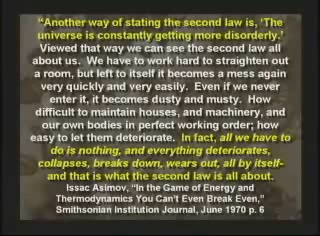 "Another way of stating the second law is, 'The
universe is constantly getting more disorderly.'
Viewed that way we can see the second law all
about us. We have to work hard to straighten out
a room, but left to itself it becomes a mess again
very quickly and very easily. Even if we never
enter it, it becomes dusty and musty. How
difficult to maintain houses, and machinery, and
our own bodies in perfect working order; how
easy to let them deteriorate. In fact, all we have to
do is nothing, and everything deteriorates,
collapses, breaks down, wears out, all by itself-
and that is what the second law is all about.
Issac Asimov, "In the Game of Energy and
Thermodynamics You Can't Even Break Even,"
Smithsonian Institution Journal, June 1970 p. 6